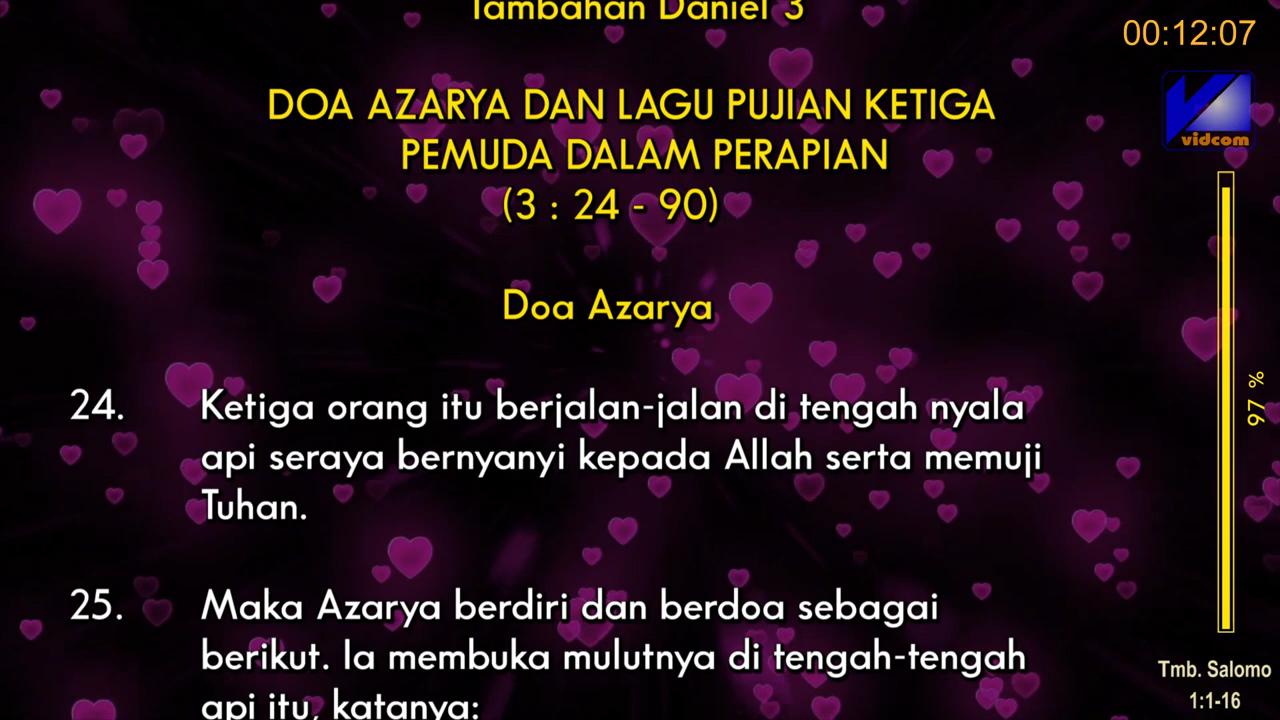 Tambahan Daniel 3
00:12:07
vidcom
DOA AZARYA DAN LAGU PUJIAN KETIGA
PEMUDA DALAM PERAPIAN
(3 : 24 - 90)
Doa Azarya
24. Ketiga orang itu berjalan-jalan di tengah nyala
api seraya bernyanyi kepada Allah serta memuji
Tuhan.
25. Maka Azarya berdiri dan berdoa sebagai
berikut. Ia membuka mulutnya di tengah-tengah
api itu, katanya:
97 %
Tmb. Salomo
1:1-16